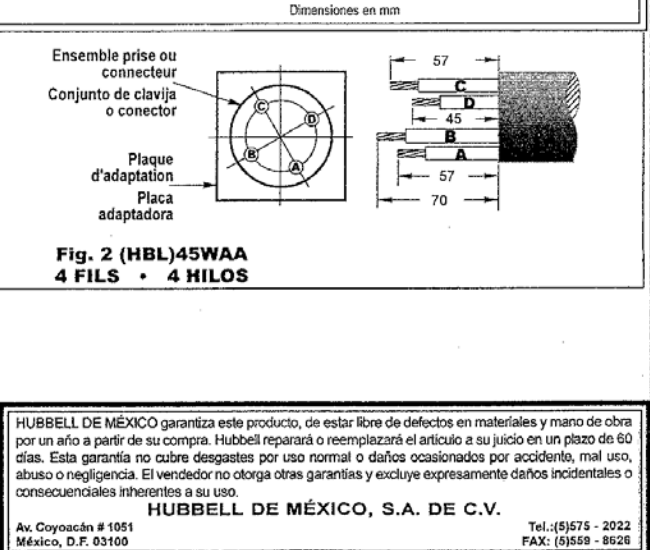 Dimensiones en mm
Ensemble prise ou
connecteur
Conjunto de clavija
o conector
Plaque
d'adaptation
Placa
adaptadora
C
D
B
A
57
C
D
45
B
A
57
70
Fig. 2 (HBL)45WAA
4 FILS • 4 HILOS
HUBBELL DE MÉXICO garantiza este producto, de estar libre de defectos en materiales y mano de obra
por un año a partir de su compra. Hubbell reparará o reemplazará el articulo a su juicio en un plazo de 60
días. Esta garantía no cubre desgastes por uso normal o daños ocasionados por accidente, mal uso,
abuso o negligencia. El vendedor no otorga otras garantías y excluye expresamente daños incidentales o
consecuenciales inherentes a su uso.
HUBBELL DE MÉXICO, S.A. DE C.V.
Av. Coyoacán # 1051
México, D.F. 03100
Tel.:(5)575 - 2022
FAX: (5)559 - 8626